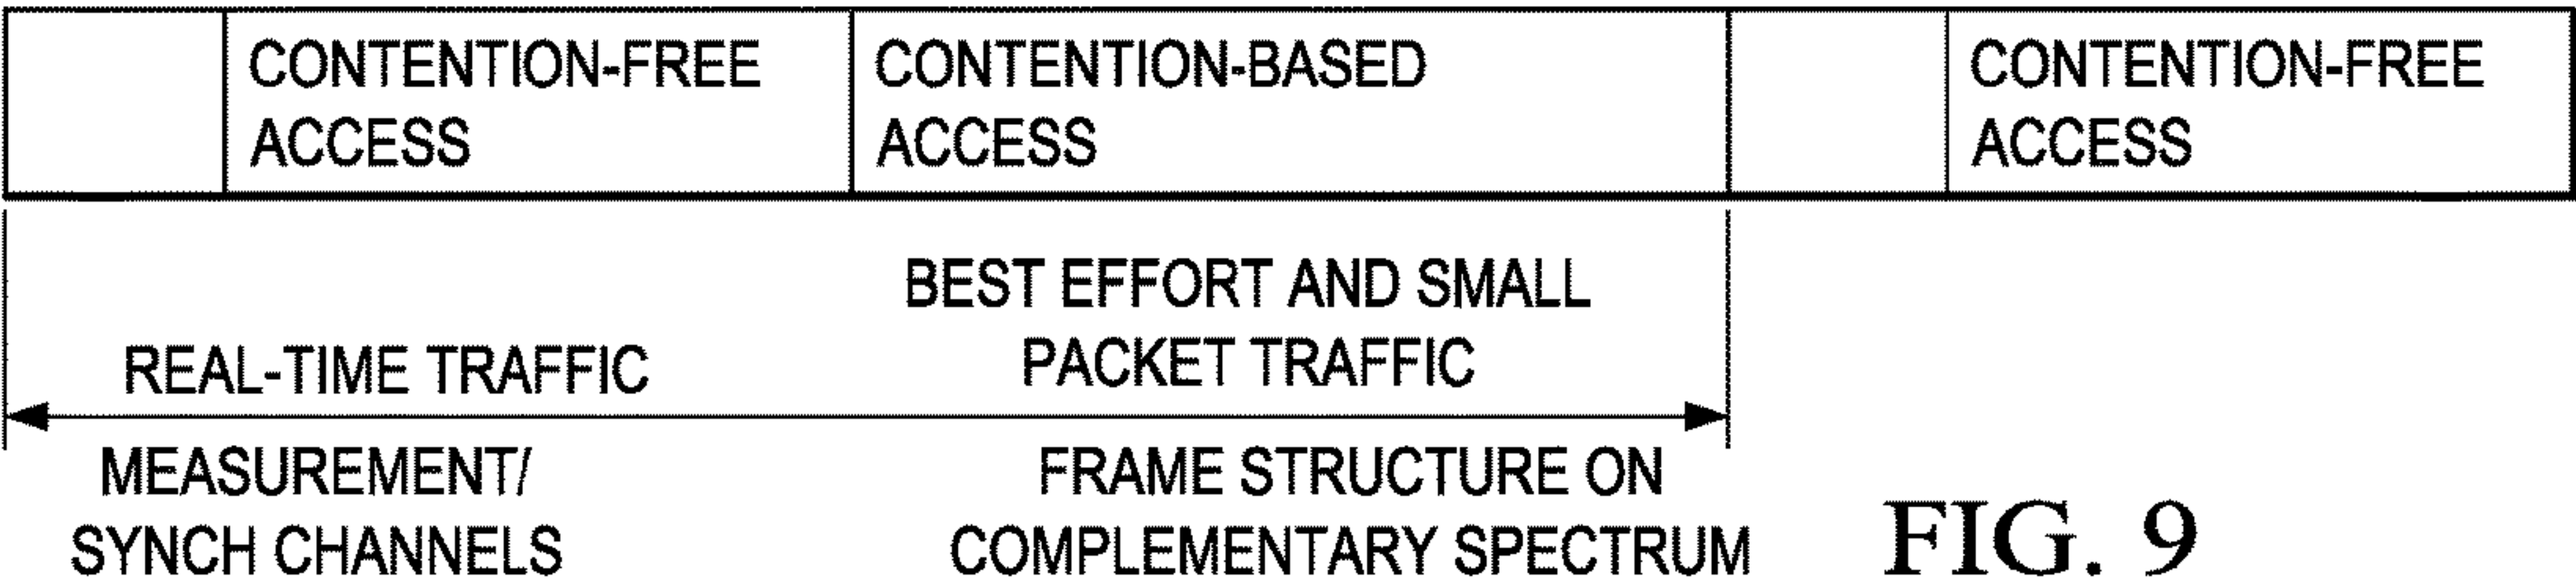 CONTENTION-FREE
ACCESS
CONTENTION-BASED
ACCESS
CONTENTION-FREE
ACCESS
REAL-TIME TRAFFIC
BEST EFFORT AND SMALL
PACKET TRAFFIC
MEASUREMENT/
SYNCH CHANNELS
FRAME STRUCTURE ON
COMPLEMENTARY SPECTRUM
FIG. 9